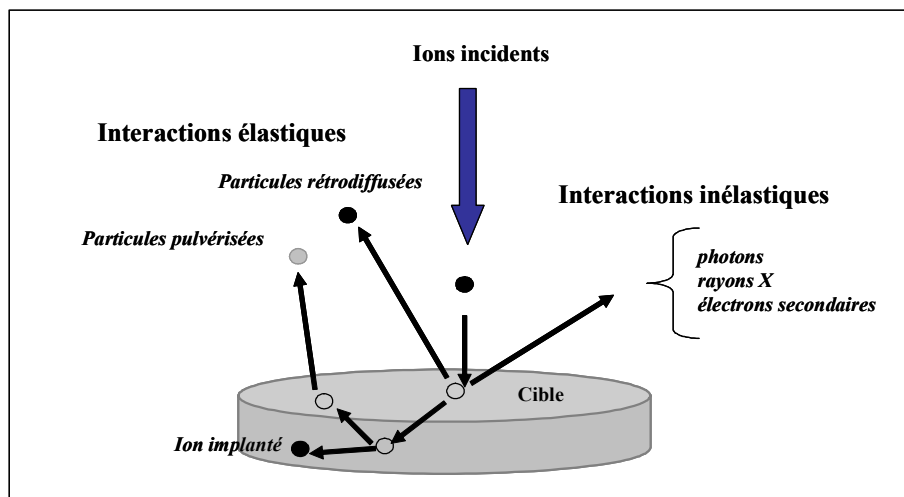 Ions incidents
Interactions élastiques
Particules rétrodiffusées
Particules pulvérisées
Interactions inélastiques
photons
rayons X
électrons secondaires
Cible
Ion implanté